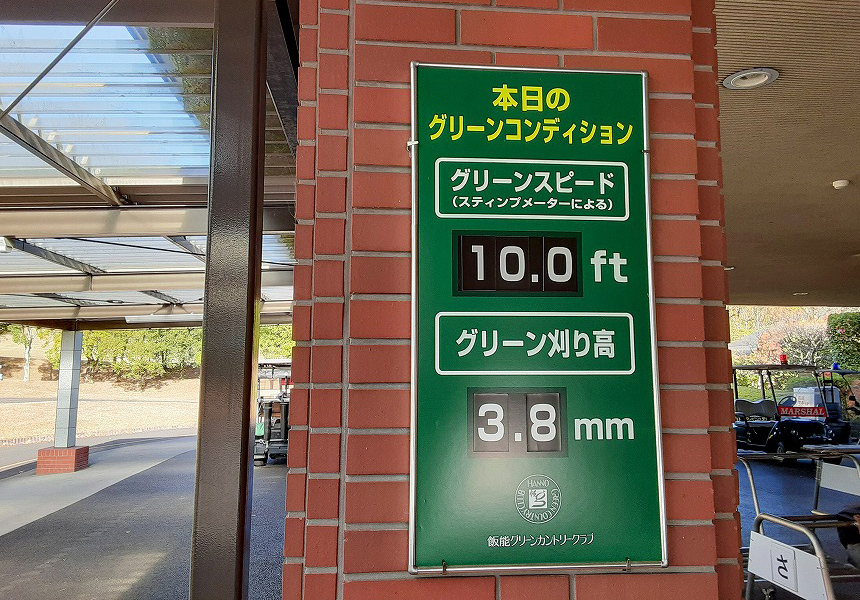 本日の
グリーンコンディション
グリーンスピード
(スティンプメーターによる)
10.0 ft
グリーン刈り高
3.8 mm
HANNO GREEN COUNTRY CLUB
飯能グリーンカントリークラブ
MARSHAL